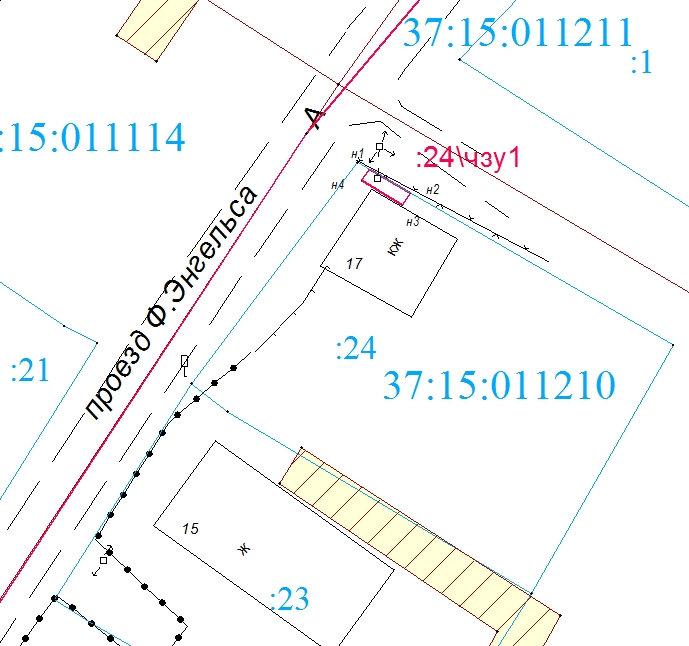 37:15:011211
:1
А
:15:011114
н1
:24\чзу1
н4
н2
проезд Ф.Энгельса
н3
кж
17
:24
:21
37:15:011210
15
ж
:23